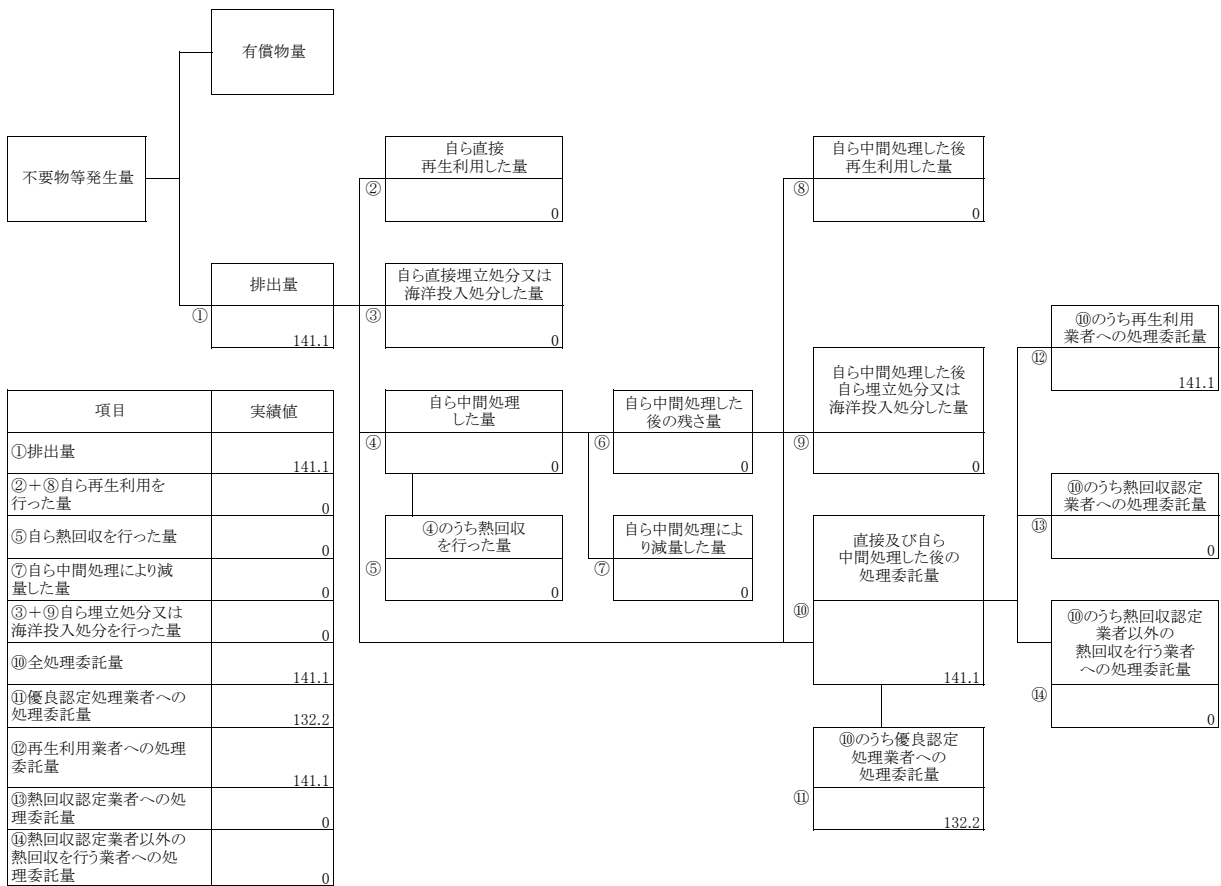 有償物量
不要物等発生量
自ら直接
再生利用した量
②
0
自ら中間処理した後
再生利用した量
⑧
0
排出量
①
141.1
自ら直接埋立処分又は
海洋投入処分した量
③
0
⑩のうち再生利用
業者への処理委託量
⑫
141.1
自ら中間処理
した量
④
0
自ら中間処理した
後の残さ量
⑥
0
自ら中間処理した後
自ら埋立処分又は
海洋投入処分した量
⑨
0
⑩のうち熱回収認定
業者への処理委託量
⑬
0
④のうち熱回収
を行った量
⑤
0
自ら中間処理によ
り減量した量
⑦
0
直接及び自ら
中間処理した後の
処理委託量
⑩
141.1
⑩のうち熱回収認定
業者以外の
熱回収を行う業者
への処理委託量
⑭
0
⑩のうち優良認定
処理業者への
処理委託量
⑪
132.2
項目 実績値
①排出量
141.1
②+⑧自ら再生利用を
行った量
0
⑤自ら熱回収を行った量
0
⑦自ら中間処理により減
量した量
0
③+⑨自ら埋立処分又は
海洋投入処分を行った量
0
⑩全処理委託量
141.1
⑪優良認定処理業者への
処理委託量
132.2
⑫再生利用業者への処理
委託量
141.1
⑬熱回収認定業者への処
理委託量
0
⑭熱回収認定業者以外の
熱回収を行う業者への処
理委託量
0